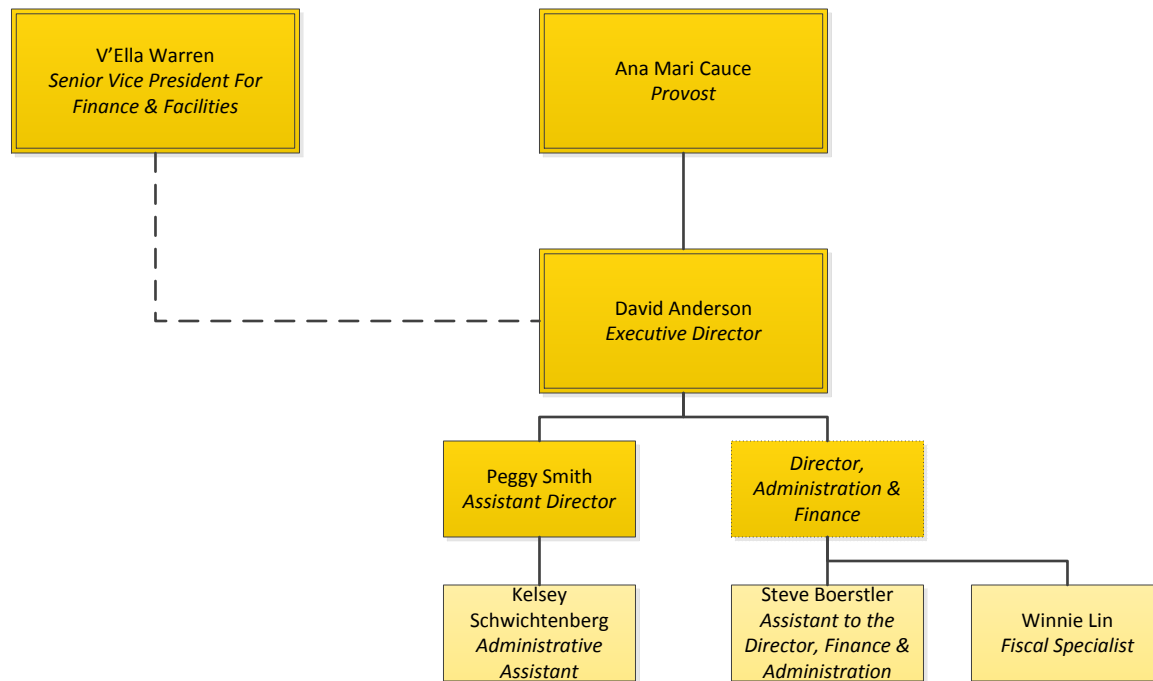 V’Ella Warren
Senior Vice President For
Finance & Facilities
Ana Mari Cauce
Provost
David Anderson
Executive Director
Peggy Smith
Assistant Director
Director,
Administration &
Finance
Kelsey
Schwichtenberg
Administrative
Assistant
Steve Boerstler
Assistant to the
Director, Finance &
Administration
Winnie Lin
Fiscal Specialist